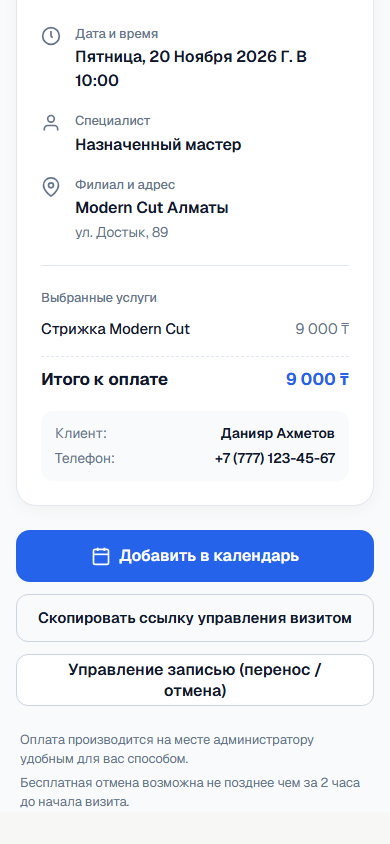 Дата и время
Пятница, 20 Ноября 2026 Г. В
10:00
Специалист
Назначенный мастер
Филиал и адрес
Modern Cut Алматы
ул. Достык, 89
Выбранные услуги
Стрижка Modern Cut 9 000 ₸
Итого к оплате 9 000 ₸
Клиент: Данияр Ахметов
Телефон: +7 (777) 123-45-67
Добавить в календарь
Скопировать ссылку управления визитом
Управление записью (перенос /
отмена)
Оплата производится на месте администратору
удобным для вас способом.
Бесплатная отмена возможна не позднее чем за 2 часа
до начала визита.